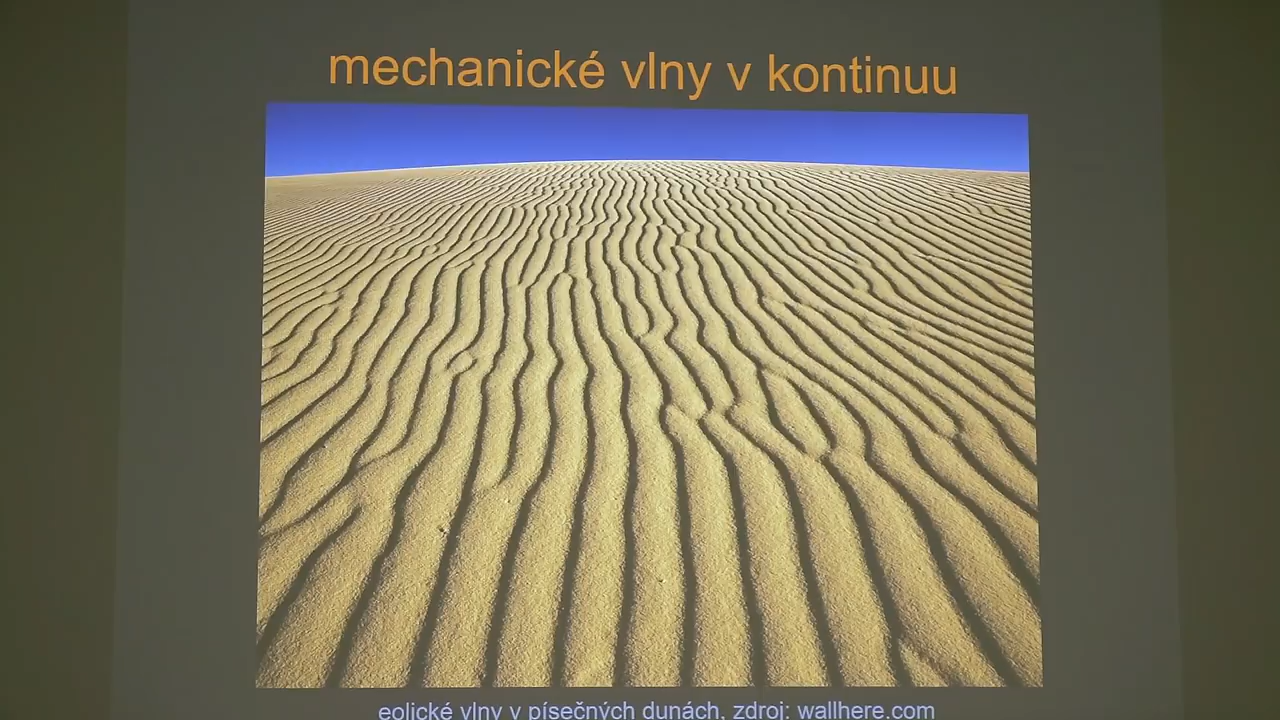 mechanické vlny v kontinuu
eolické vlny v písečných dunách, zdroj: wallhere.com